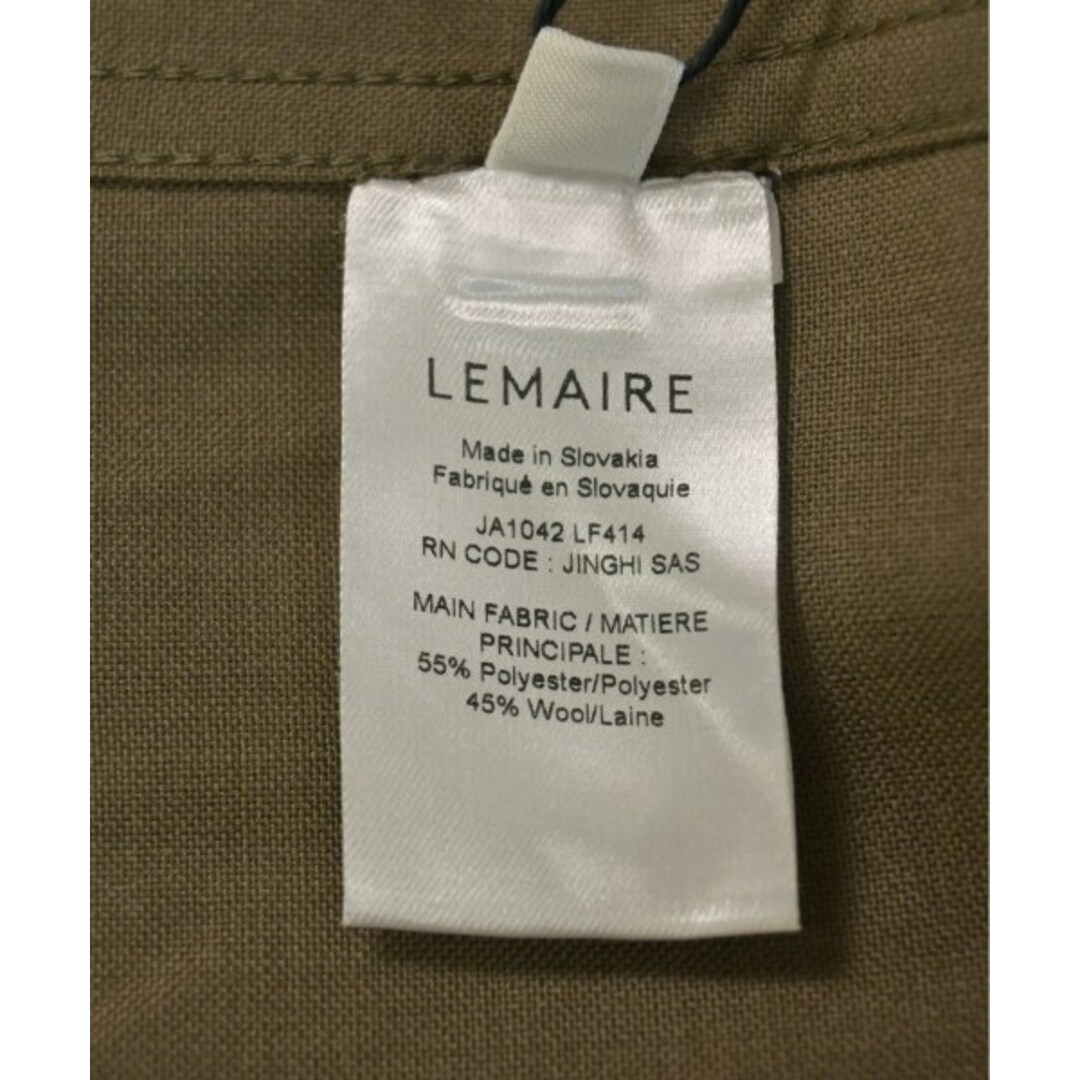 LEMAIRE
Made in Slovakia
Fabriqué en Slovaquie
JA1042 LF414
RN CODE : JINGHI SAS
MAIN FABRIC / MATIERE
PRINCIPALE :
55% Polyester/Polyester
45% Wool/Laine